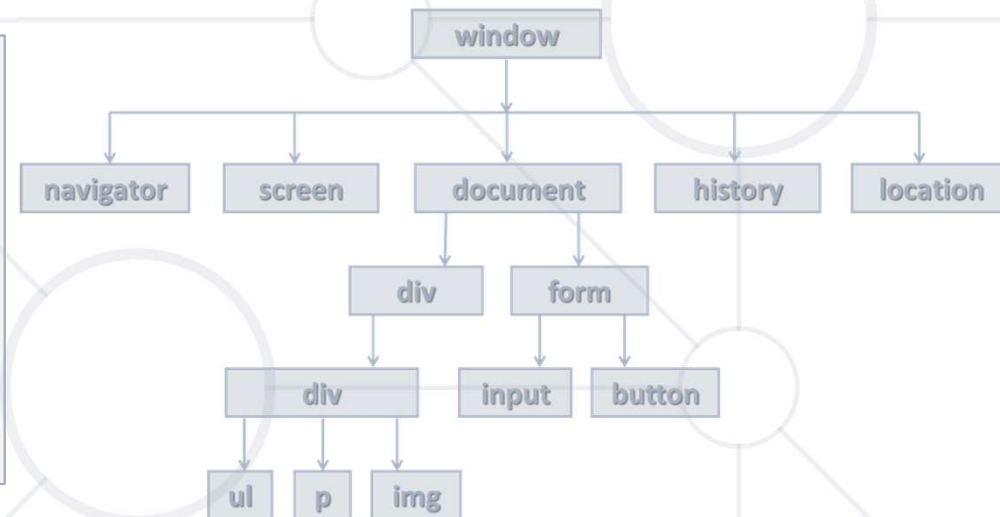 window
navigator screen document history location
div form
div input button
ul p img